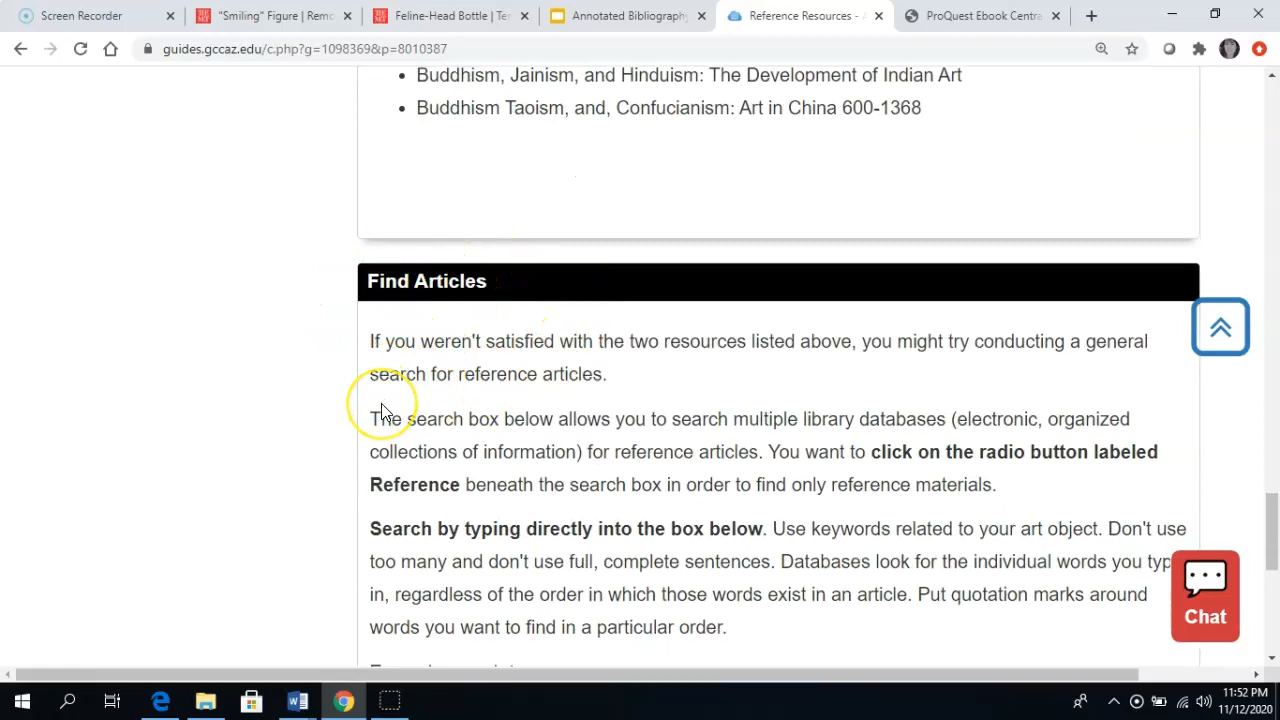 Screen Recorder
"Smiling" Figure | Remo
Feline-Head Bottle | Ter
Annotated Bibliography
Reference Resources - A
ProQuest Ebook Centra
guides.gccaz.edu/c.php?g=1098369&p=8010387
Buddhism, Jainism, and Hinduism: The Development of Indian Art
Buddhism Taoism, and, Confucianism: Art in China 600-1368
Find Articles
If you weren't satisfied with the two resources listed above, you might try conducting a general
search for reference articles.
The search box below allows you to search multiple library databases (electronic, organized
collections of information) for reference articles. You want to click on the radio button labeled
Reference beneath the search box in order to find only reference materials.
Search by typing directly into the box below. Use keywords related to your art object. Don't use
too many and don't use full, complete sentences. Databases look for the individual words you typ
in, regardless of the order in which those words exist in an article. Put quotation marks around
words you want to find in a particular order.
Chat
11:52 PM
11/12/2020